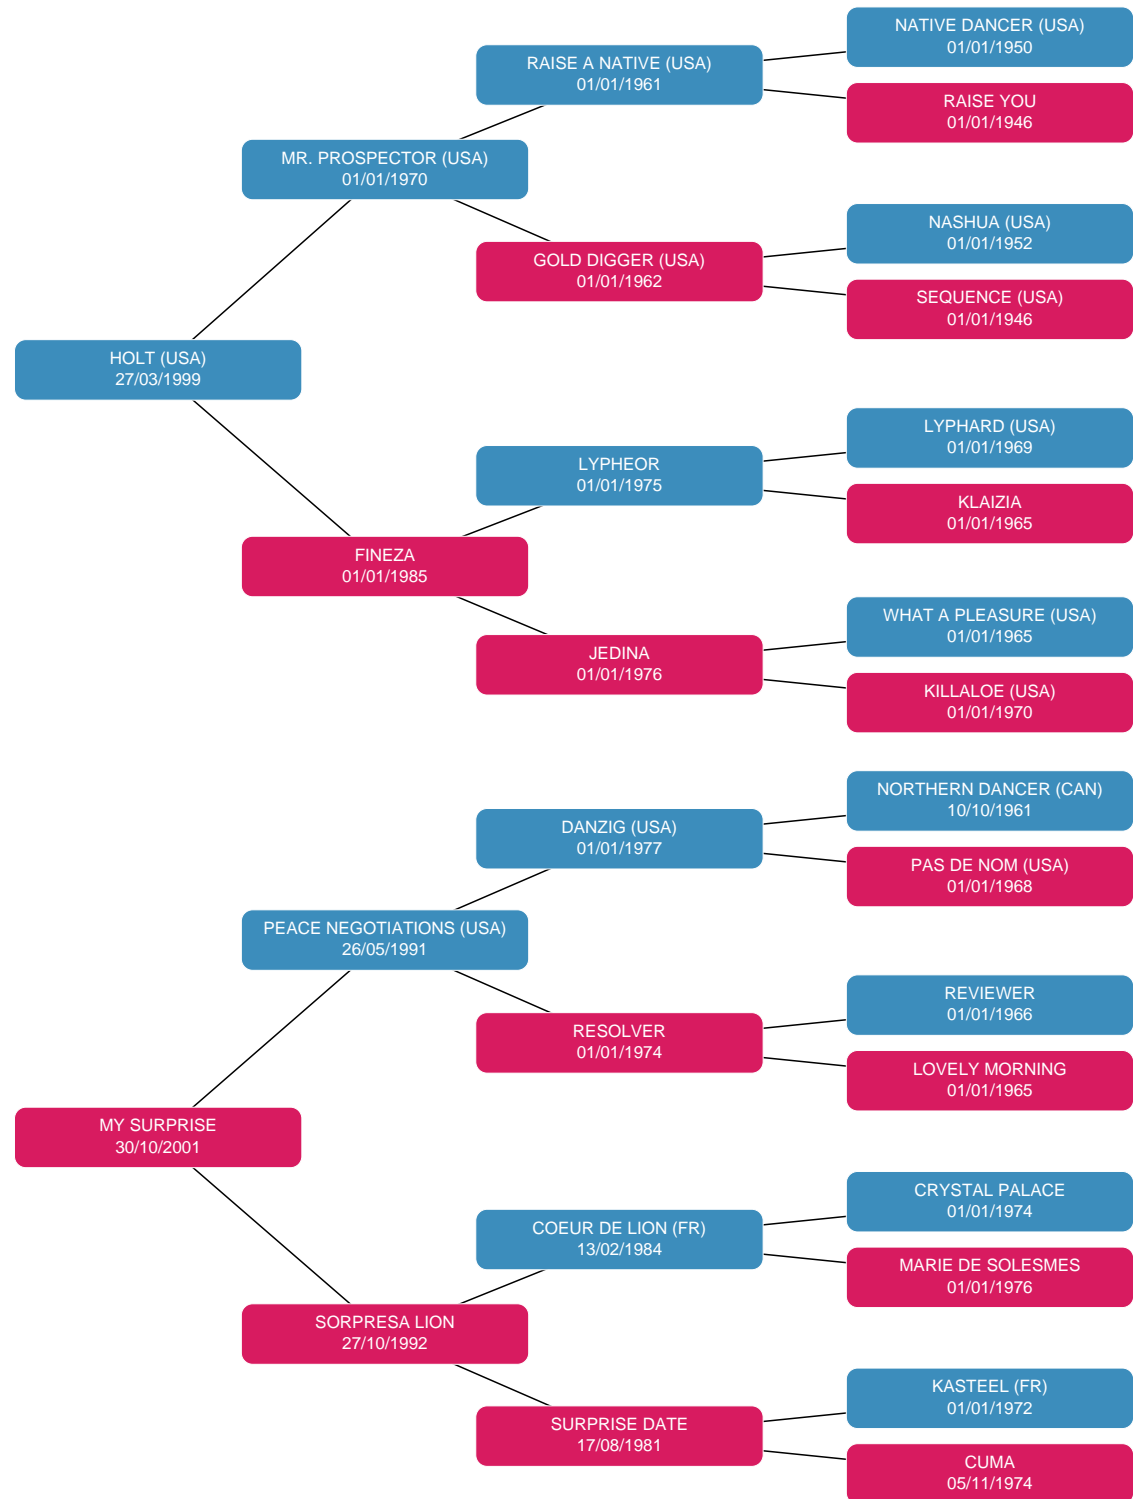 NATIVE DANCER (USA)
01/01/1950
RAISE A NATIVE (USA)
01/01/1961
RAISE YOU
01/01/1946
MR. PROSPECTOR (USA)
01/01/1970
NASHUA (USA)
01/01/1952
GOLD DIGGER (USA)
01/01/1962
SEQUENCE (USA)
01/01/1946
HOLT (USA)
27/03/1999
LYPHARD (USA)
01/01/1969
LYPHEOR
01/01/1975
KLAIZIA
01/01/1965
FINEZA
01/01/1985
WHAT A PLEASURE (USA)
01/01/1965
JEDINA
01/01/1976
KILLALOE (USA)
01/01/1970
NORTHERN DANCER (CAN)
10/10/1961
DANZIG (USA)
01/01/1977
PAS DE NOM (USA)
01/01/1968
PEACE NEGOTIATIONS (USA)
26/05/1991
REVIEWER
01/01/1966
RESOLVER
01/01/1974
LOVELY MORNING
01/01/1965
MY SURPRISE
30/10/2001
CRYSTAL PALACE
01/01/1974
COEUR DE LION (FR)
13/02/1984
MARIE DE SOLESMES
01/01/1976
SORPRESA LION
27/10/1992
KASTEEL (FR)
01/01/1972
SURPRISE DATE
17/08/1981
CUMA
05/11/1974